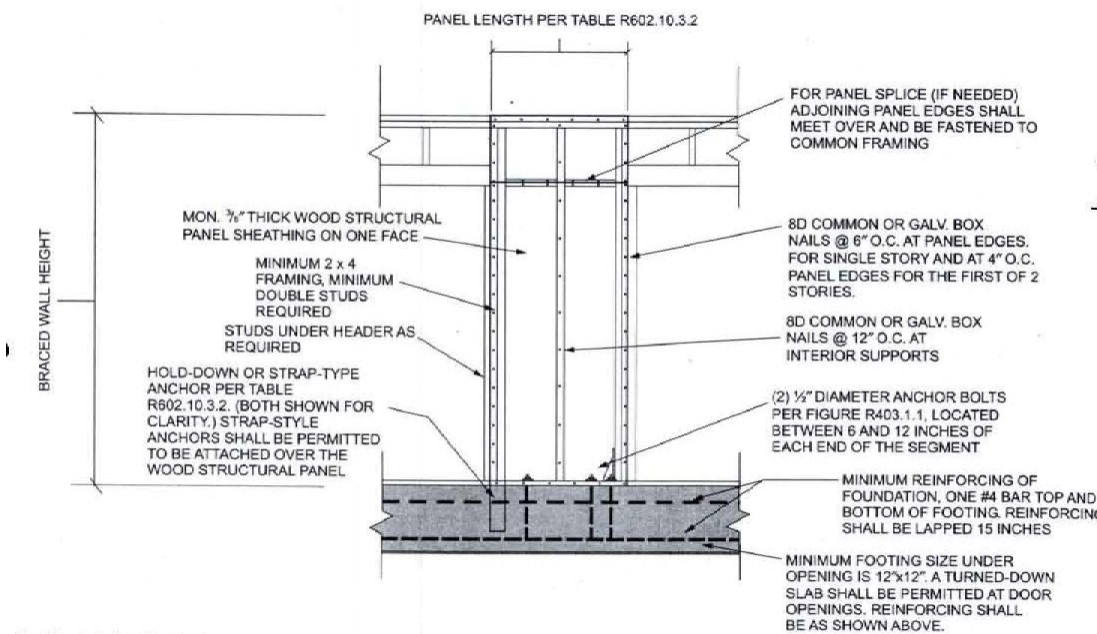 PANEL LENGTH PER TABLE R602.10.3.2
FOR PANEL SPLICE (IF NEEDED)
ADJOINING PANEL EDGES SHALL
MEET OVER AND BE FASTENED TO
COMMON FRAMING
MON. 3/8" THICK WOOD STRUCTURAL
PANEL SHEATHING ON ONE FACE
8D COMMON OR GALV. BOX
NAILS @ 6" O.C. AT PANEL EDGES.
FOR SINGLE STORY AND AT 4" O.C.
PANEL EDGES FOR THE FIRST OF 2
STORIES.
BRACED WALL HEIGHT
MINIMUM 2 x 4
FRAMING, MINIMUM
DOUBLE STUDS
REQUIRED
STUDS UNDER HEADER AS
REQUIRED
8D COMMON OR GALV. BOX
NAILS @ 12" O.C. AT
INTERIOR SUPPORTS
HOLD-DOWN OR STRAP-TYPE
ANCHOR PER TABLE
R602.10.3.2. (BOTH SHOWN FOR
CLARITY.) STRAP-STYLE
ANCHORS SHALL BE PERMITTED
TO BE ATTACHED OVER THE
WOOD STRUCTURAL PANEL
(2) ½" DIAMETER ANCHOR BOLTS
PER FIGURE R403.1.1, LOCATED
BETWEEN 6 AND 12 INCHES OF
EACH END OF THE SEGMENT
MINIMUM REINFORCING OF
FOUNDATION, ONE #4 BAR TOP AND
BOTTOM OF FOOTING. REINFORCING
SHALL BE LAPPED 15 INCHES
MINIMUM FOOTING SIZE UNDER
OPENING IS 12"x12". A TURNED-DOWN
SLAB SHALL BE PERMITTED AT DOOR
OPENINGS. REINFORCING SHALL
BE AS SHOWN ABOVE.